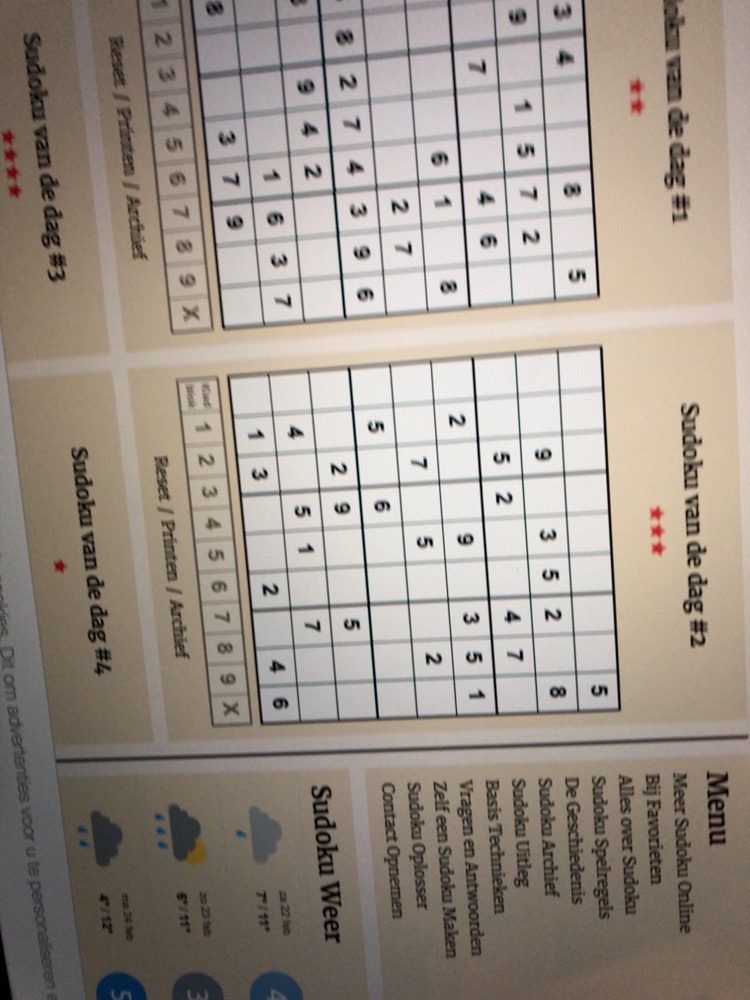 van de dag #1
3 4 8 5
9 1 5 7 2
7 4 6
6 1 8
2 7
8 2 7 4 3 9 6
9 4 2
1 6 3 7
8 3 7 9
1 2 3 4 5 6 7 8 9 X
Reset / Printen / Archief
Sudoku van de dag #3
Sudoku van de dag #2
5
9 3 5 2 8
5 2 4 7
2 9 3 5 1
7 5 2
5 6
2 9 5
4 5 1 7
1 3 2 4 6
1 2 3 4 5 6 7 8 9 X
Reset / Printen / Archief
Sudoku van de dag #4
Menu
Meer Sudoku Online
Bij Favorieten
Alles over Sudoku
Sudoku Spelregels
De Geschiedenis
Sudoku Archief
Sudoku Uitleg
Basis Technieken
Vragen en Antwoorden
Zelf een Sudoku Maken
Sudoku Oplosser
Contact Opnemen
Sudoku Weer
za 22 feb
7°/11°
4
zo 23 feb
6°/11°
3
ma 24 feb
4°/12°
5
cookies. Dit om advertenties voor u te personaliseren